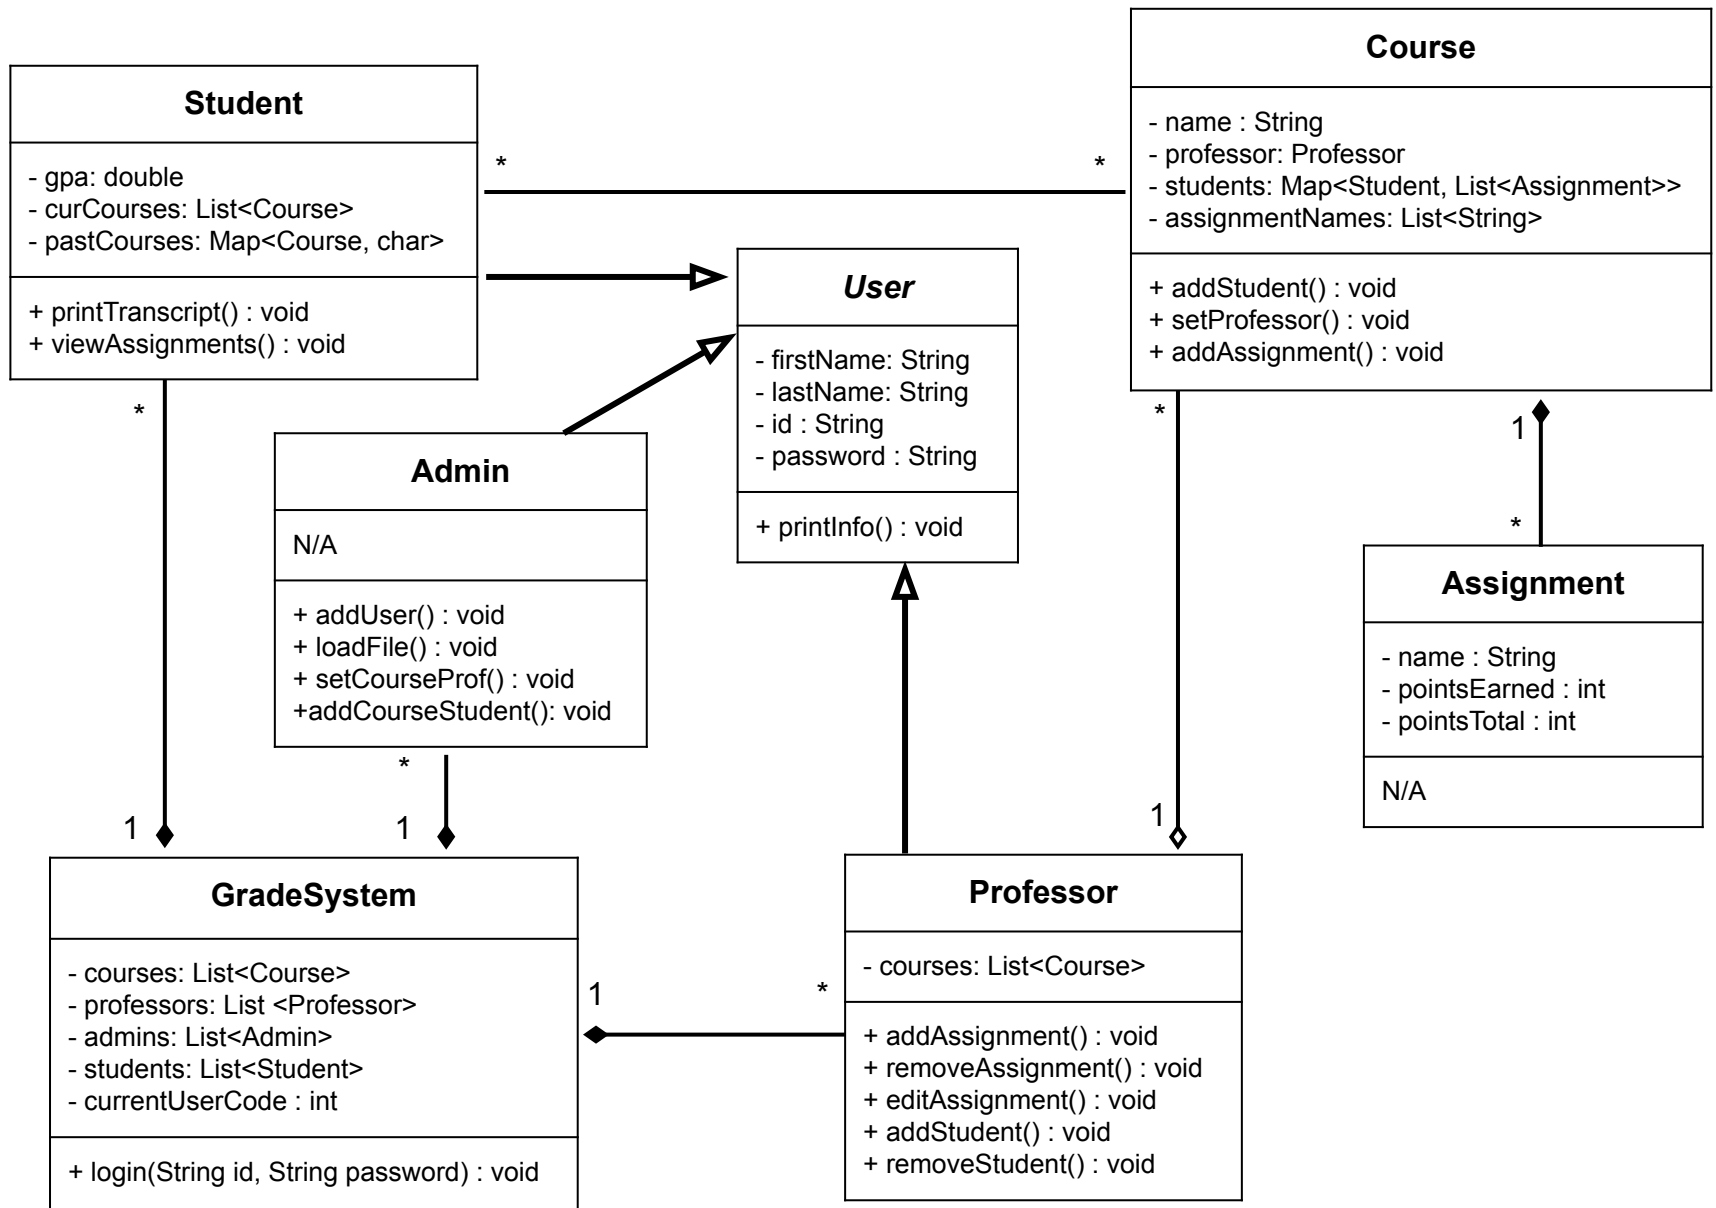 Student
- gpa: double
- curCourses: List<Course>
- pastCourses: Map<Course, char>
+ printTranscript() : void
+ viewAssignments() : void
*
*
Course
- name : String
- professor: Professor
- students: Map<Student, List<Assignment>>
- assignmentNames: List<String>
+ addStudent() : void
+ setProfessor() : void
+ addAssignment() : void
User
- firstName: String
- lastName: String
- id : String
- password : String
+ printInfo() : void
*
1
Admin
N/A
+ addUser() : void
+ loadFile() : void
+ setCourseProf() : void
+addCourseStudent(): void
*
1
*
1
1
*
Assignment
- name : String
- pointsEarned : int
- pointsTotal : int
N/A
GradeSystem
- courses: List<Course>
- professors: List <Professor>
- admins: List<Admin>
- students: List<Student>
- currentUserCode : int
+ login(String id, String password) : void
1
*
Professor
- courses: List<Course>
+ addAssignment() : void
+ removeAssignment() : void
+ editAssignment() : void
+ addStudent() : void
+ removeStudent() : void